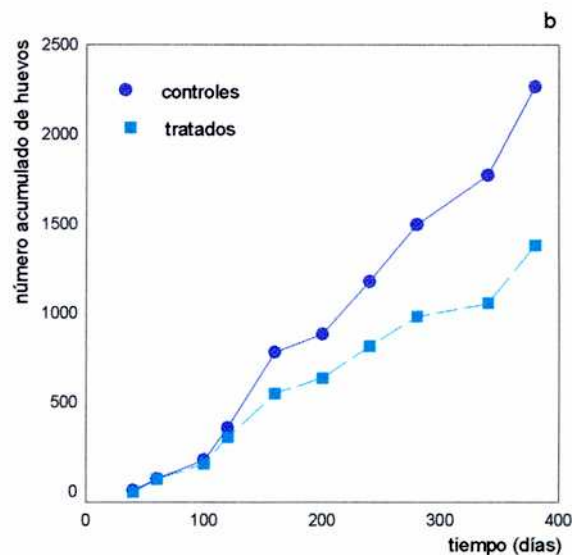 b
2500
2000
1500
1000
500
0
número acumulado de huevos
controles
tratados
0
100
200
300
400
tiempo (días)